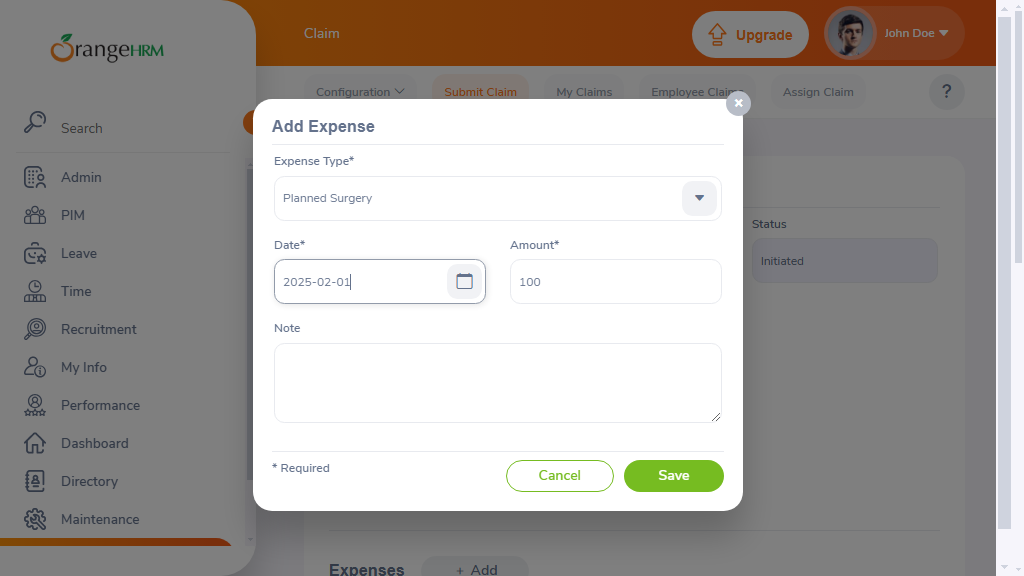 OrangeHRM
Claim
Upgrade
John Doe
Search
Configuration
Submit Claim
My Claims
Employee Claims
Assign Claim
?
Admin
PIM
Leave
Time
Recruitment
My Info
Performance
Dashboard
Directory
Maintenance
Add Expense
Expense Type*
Planned Surgery
Date*
Amount*
2025-02-01
100
Note
* Required
Cancel
Save
Status
Initiated
Expenses
+ Add